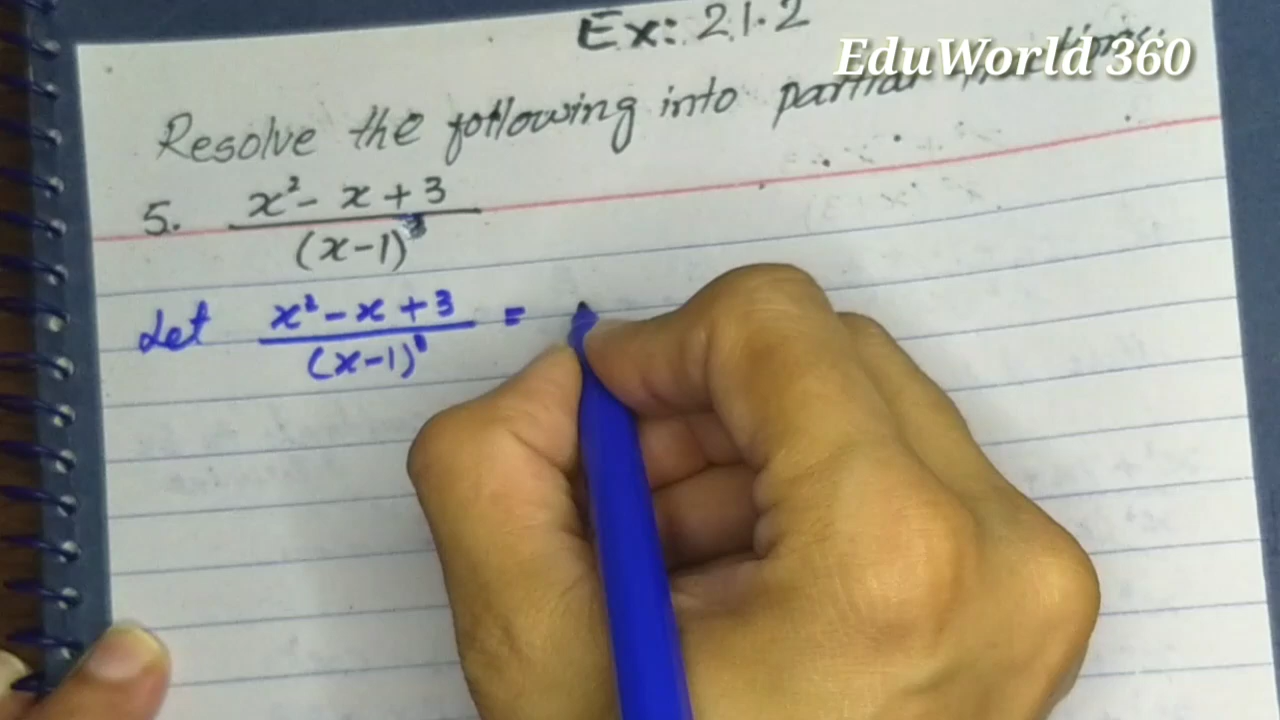 Ex: 21.2
EduWorld 360
Resolve the following into partial fractions.
5. x² - x + 3
(x-1)³
Let x² - x + 3 =
(x-1)³